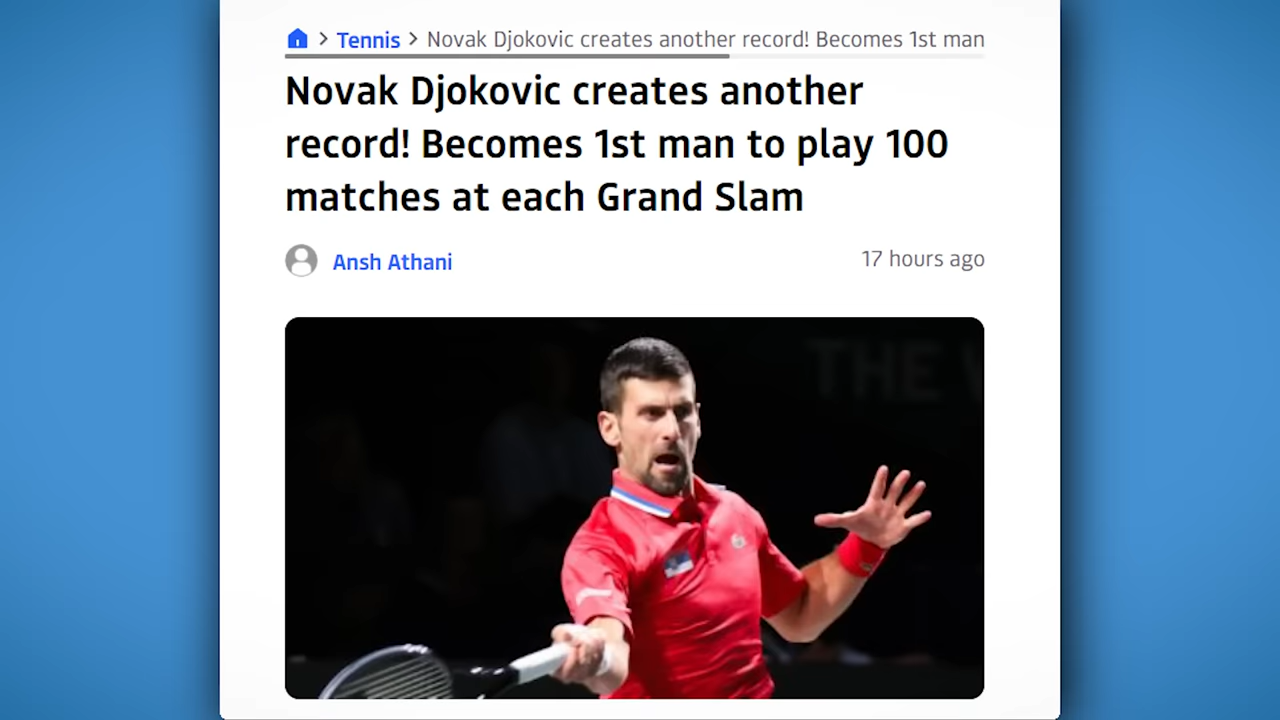 Tennis > Novak Djokovic creates another record! Becomes 1st man
Novak Djokovic creates another
record! Becomes 1st man to play 100
matches at each Grand Slam
Ansh Athani
17 hours ago
THE W